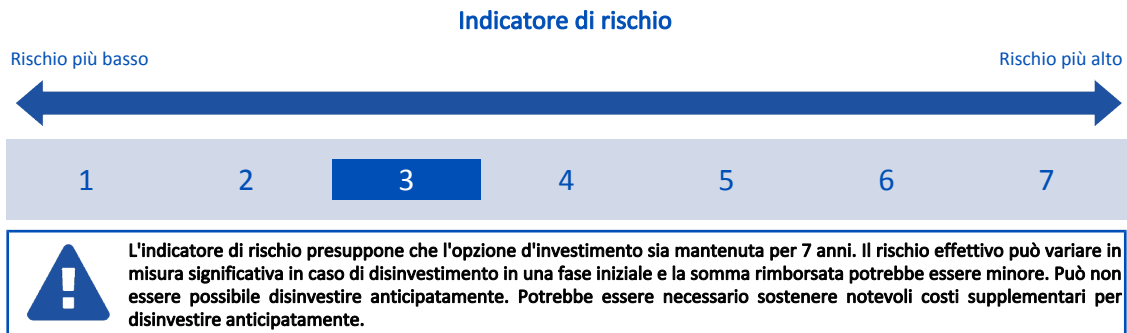 Indicatore di rischio
Rischio più basso
Rischio più alto
1 2 3 4 5 6 7
L'indicatore di rischio presuppone che l'opzione d'investimento sia mantenuta per 7 anni. Il rischio effettivo può variare in
misura significativa in caso di disinvestimento in una fase iniziale e la somma rimborsata potrebbe essere minore. Può non
essere possibile disinvestire anticipatamente. Potrebbe essere necessario sostenere notevoli costi supplementari per
disinvestire anticipatamente.